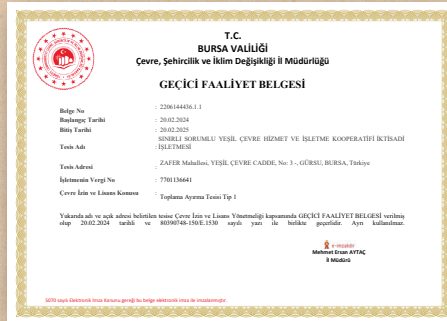 T.C.
BURSA VALİLİĞİ
Çevre, Şehircilik ve İklim Değişikliği İl Müdürlüğü
GEÇİCİ FAALİYET BELGESİ
Belge No : 2206144436.1.1
Başlangıç Tarihi : 20.02.2024
Bitiş Tarihi : 20.02.2025
Tesis Adı : SINIRLI SORUMLU YEŞİL ÇEVRE HİZMET VE İŞLETME KOOPERATİFİ İKTİSADİ
İŞLETMESİ
Tesis Adresi : ZAFER Mahallesi, YEŞİL ÇEVRE CADDE, No: 3 -, GÜRSU, BURSA, Türkiye
İşletmenin Vergi No : 7701136641
Çevre İzin ve Lisans Konusu : Toplama Ayırma Tesisi Tip 1
Yukarıda adı ve açık adresi belirtilen tesise Çevre İzin ve Lisans Yönetmeliği kapsamında GEÇİCİ FAALİYET BELGESİ verilmiş
olup 20.02.2024 tarihli ve 80390748-150/E.1530 sayılı yazı ile birlikte geçerlidir. Ayrı kullanılmaz.
e-imzalıdır
Mehmet Ersan AYTAÇ
İl Müdürü
5070 sayılı Elektronik İmza Kanunu gereği bu belge elektronik imza ile imzalanmıştır.